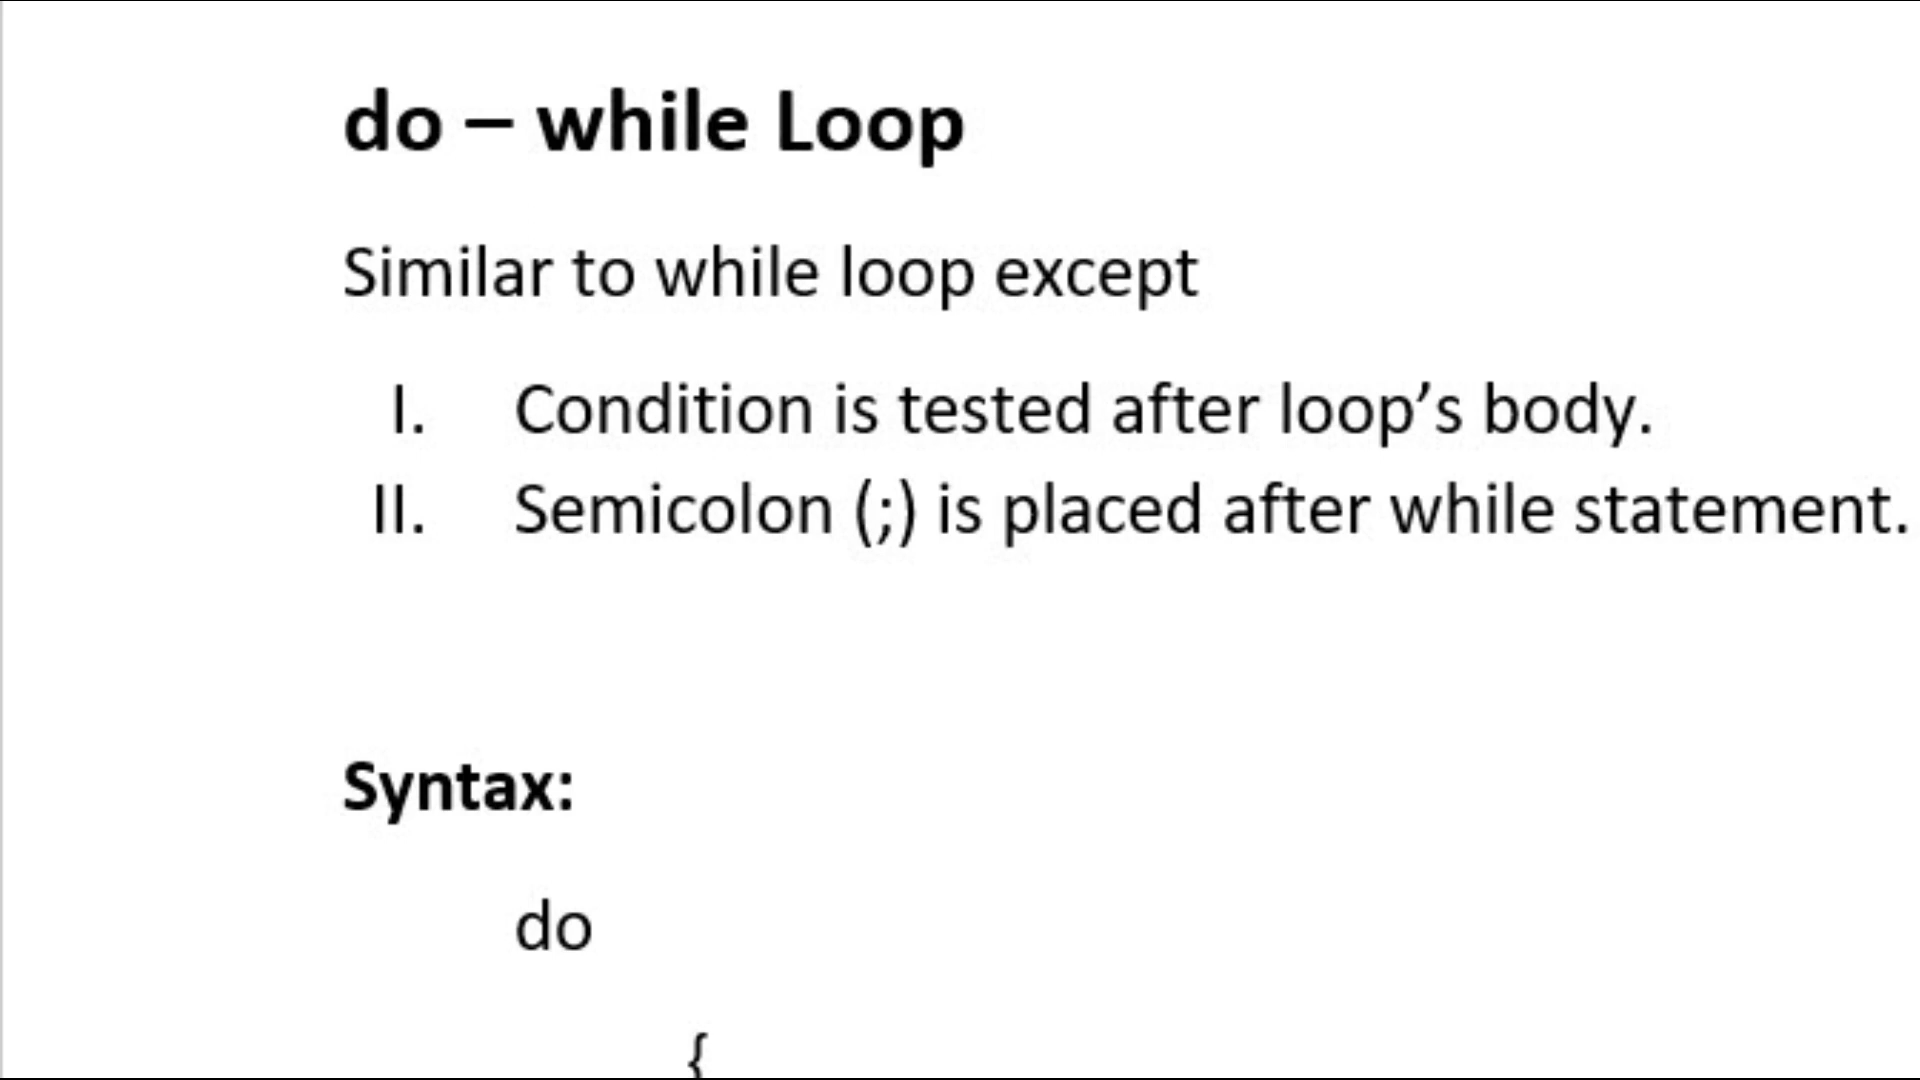 do – while Loop
Similar to while loop except
I. Condition is tested after loop’s body.
II. Semicolon (;) is placed after while statement.
Syntax:
do
{